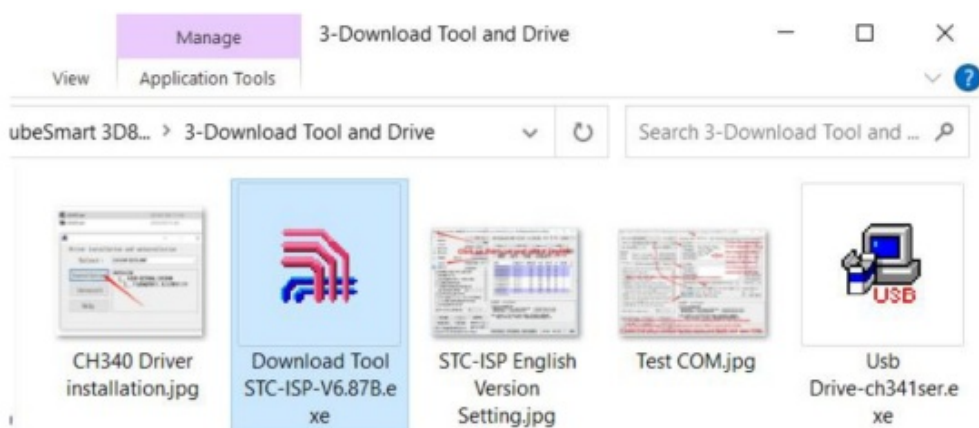 Manage
3-Download Tool and Drive
View
Application Tools
?
ubeSmart 3D8... > 3-Download Tool and Drive
Search 3-Download Tool and ...
CH340 Driver
installation.jpg
Download Tool
STC-ISP-V6.87B.e
xe
STC-ISP English
Version
Setting.jpg
Test COM.jpg
USB
Usb
Drive-ch341ser.e
xe